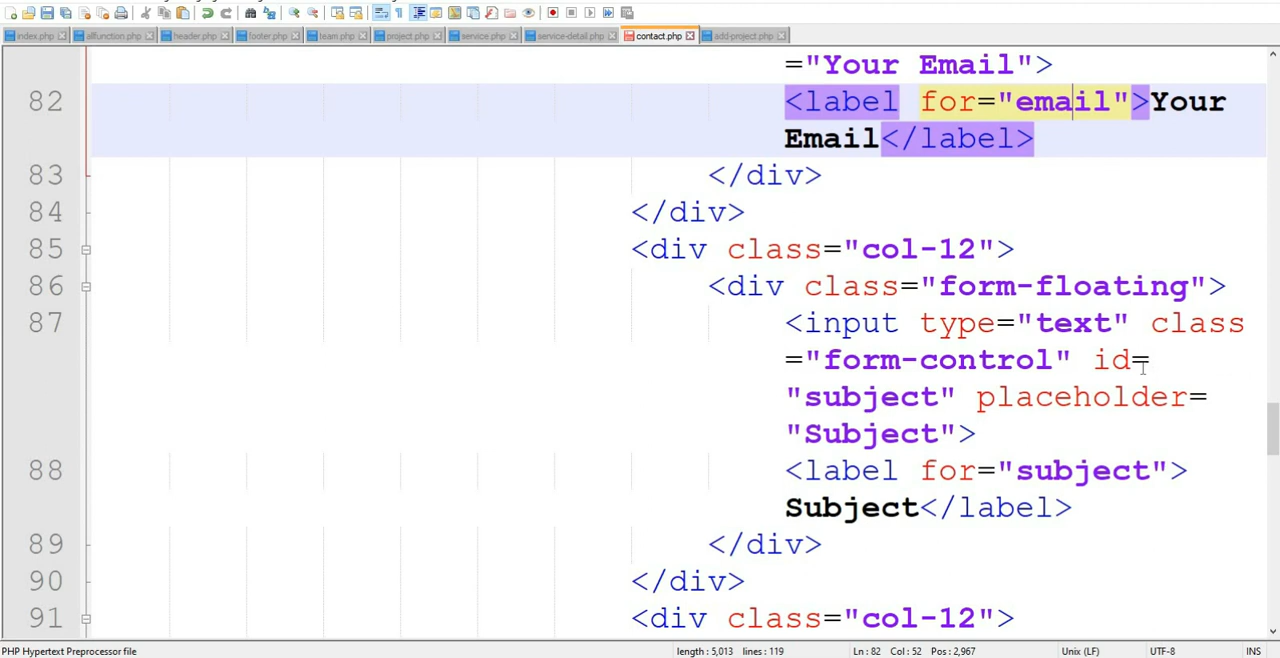 index.php allfunction.php header.php footer.php team.php project.php service.php service-detail.php contact.php add-project.php
="Your Email">
82 <label for="email">Your
Email</label>
83 </div>
84 </div>
85 <div class="col-12">
86 <div class="form-floating">
87 <input type="text" class
="form-control" id=
"subject" placeholder=
"Subject">
88 <label for="subject">
Subject</label>
89 </div>
90 </div>
91 <div class="col-12">
PHP Hypertext Preprocessor file length : 5,013 lines : 119 Ln : 82 Col : 52 Pos : 2,967 Unix (LF) UTF-8 INS